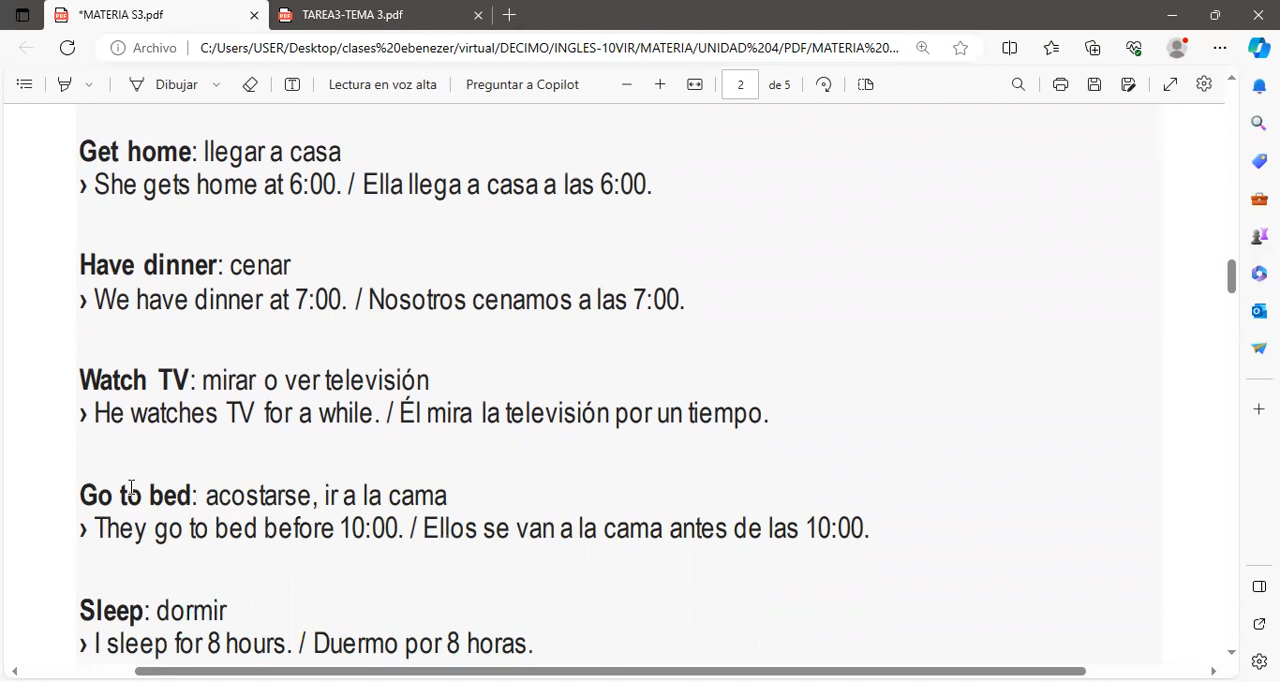 *MATERIA S3.pdf
TAREA3-TEMA 3.pdf
Archivo
C:/Users/USER/Desktop/clases%20ebenezer/virtual/DECIMO/INGLES-10VIR/MATERIA/UNIDAD%204/PDF/MATERIA%20...
Dibujar
Lectura en voz alta
Preguntar a Copilot
2
de 5
Get home: llegar a casa
› She gets home at 6:00. / Ella llega a casa a las 6:00.
Have dinner: cenar
› We have dinner at 7:00. / Nosotros cenamos a las 7:00.
Watch TV: mirar o ver televisión
› He watches TV for a while. / Él mira la televisión por un tiempo.
Go to bed: acostarse, ir a la cama
› They go to bed before 10:00. / Ellos se van a la cama antes de las 10:00.
Sleep: dormir
› I sleep for 8 hours. / Duermo por 8 horas.